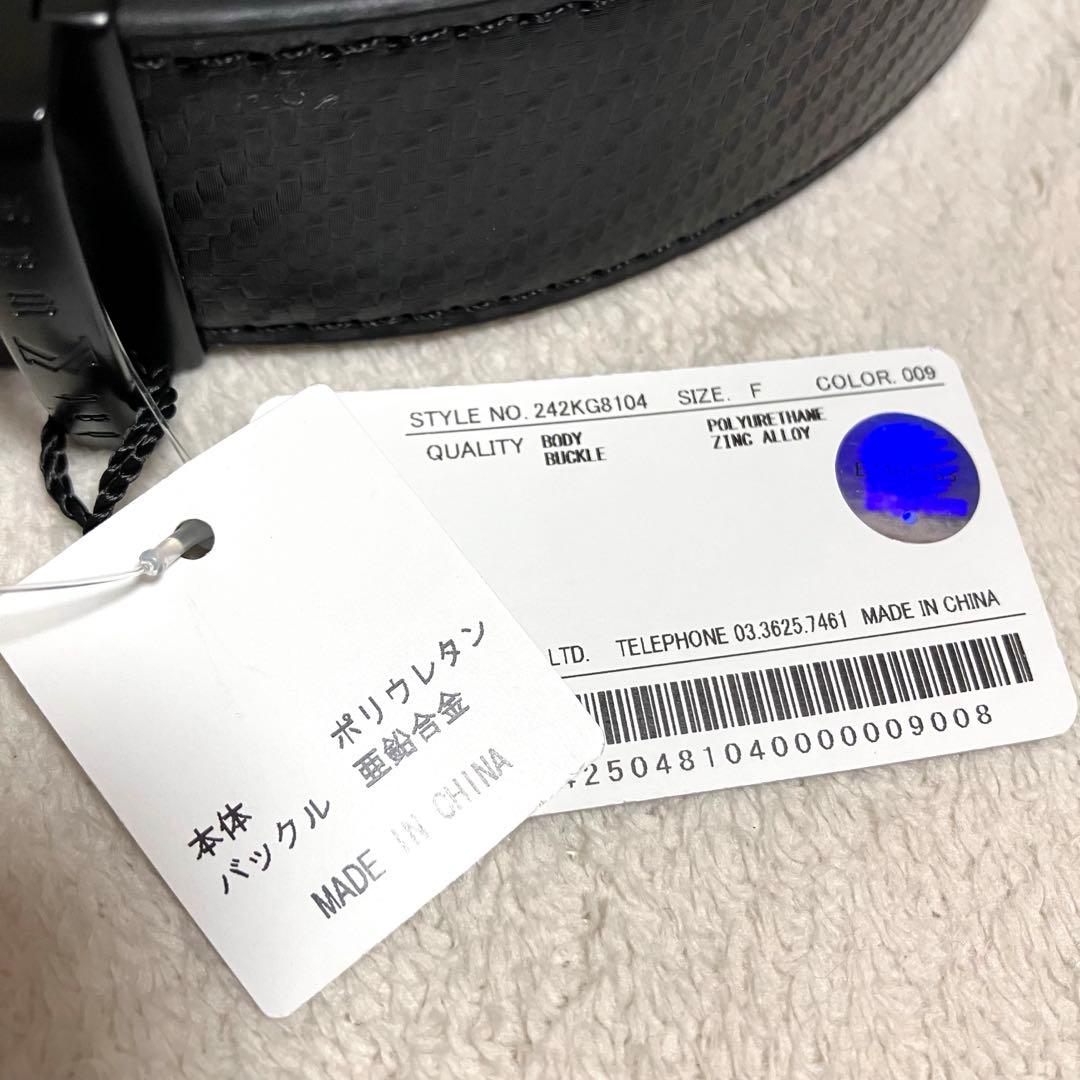 STYLE NO. 242KG8104 SIZE. F COLOR. 009
QUALITY BODY POLYURETHANE
BUCKLE ZINC ALLOY
LTD. TELEPHONE 03.3625.7461 MADE IN CHINA
2504810400000009008
本体 ポリウレタン
バックル 亜鉛合金
MADE IN CHINA